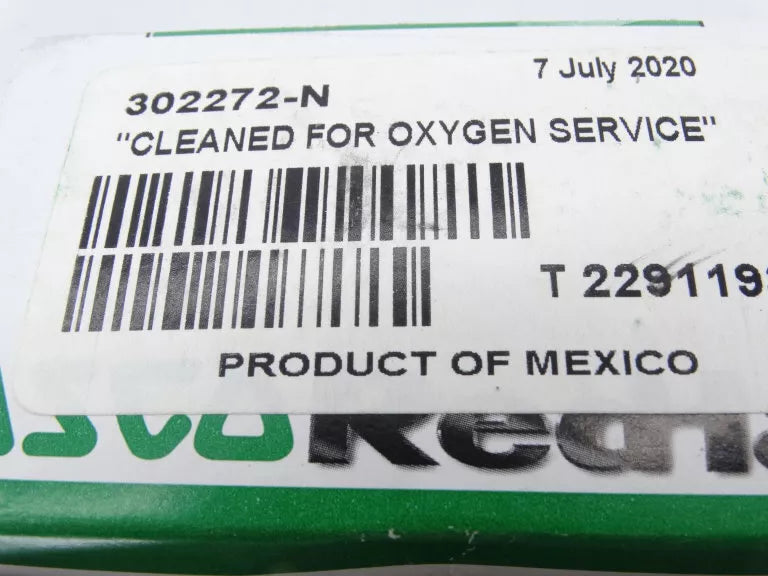 7 July 2020
302272-N
"CLEANED FOR OXYGEN SERVICE"
T 229119
PRODUCT OF MEXICO